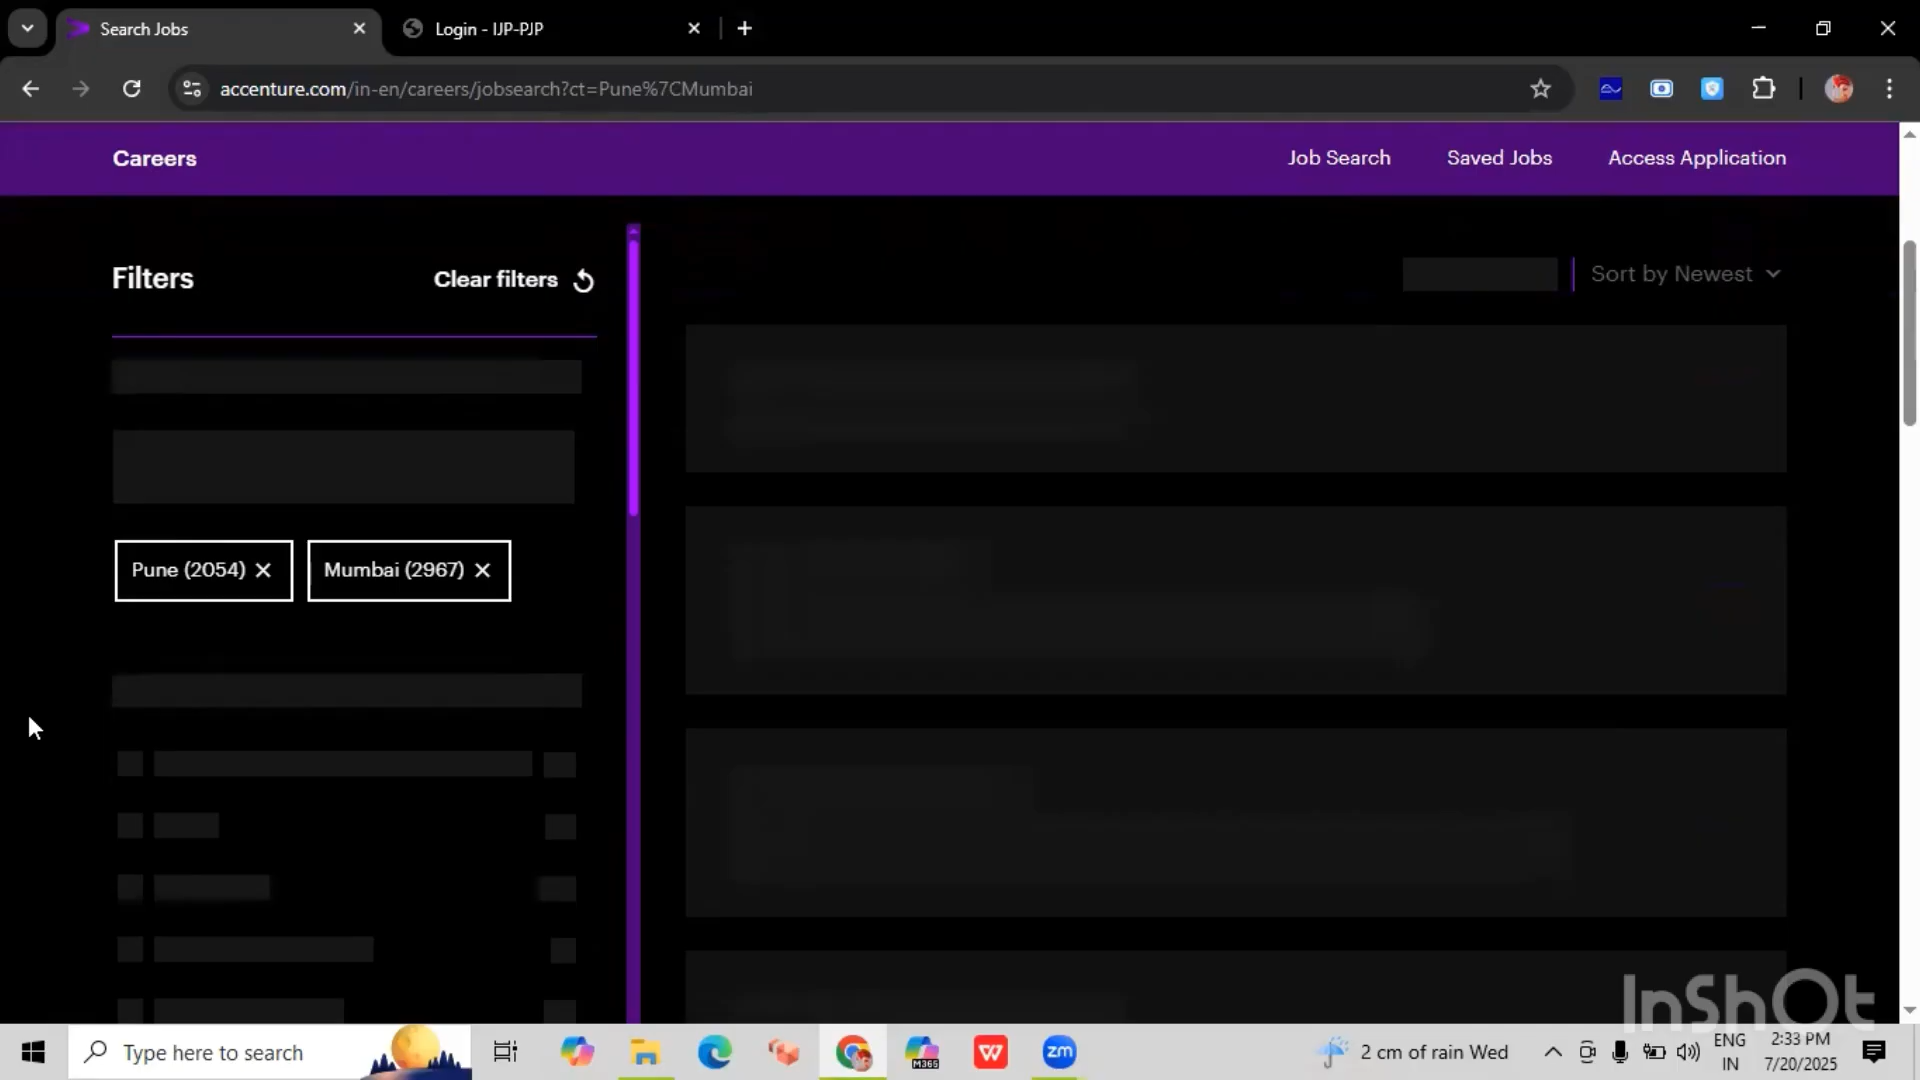 Search Jobs
Login - IJP-PJP
accenture.com/in-en/careers/jobsearch?ct=Pune%7CMumbai
Careers
Job Search
Saved Jobs
Access Application
Filters
Clear filters
Sort by Newest
Pune (2054)
Mumbai (2967)
InShOt
Type here to search
M365
W
zm
2 cm of rain Wed
ENG
IN
2:33 PM
7/20/2025